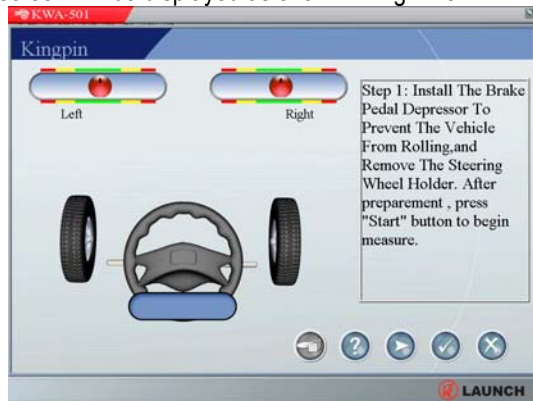 KWA-501
Kingpin
Left
Right
Step 1: Install The Brake
Pedal Depressor To
Prevent The Vehicle
From Rolling,and
Remove The Steering
Wheel Holder. After
preparement , press
"Start" button to begin
measure.
LAUNCH